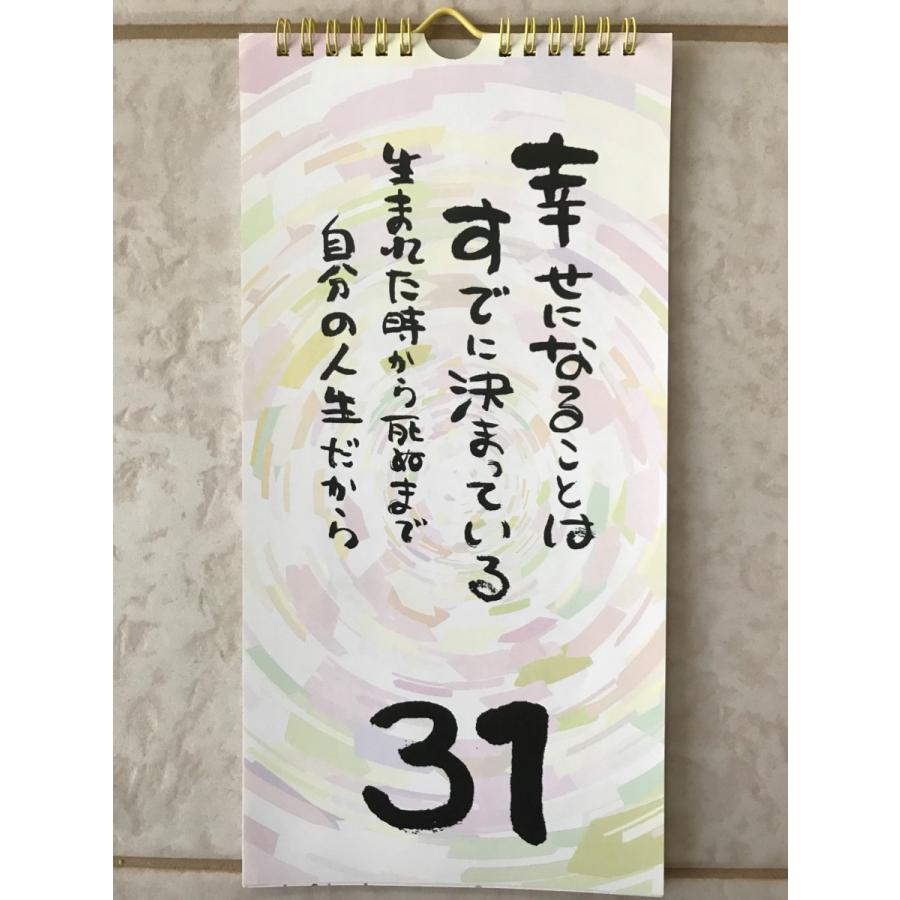 幸せになることは
すでに決まっている
生まれた時から死ぬまで
自分の人生だから
31